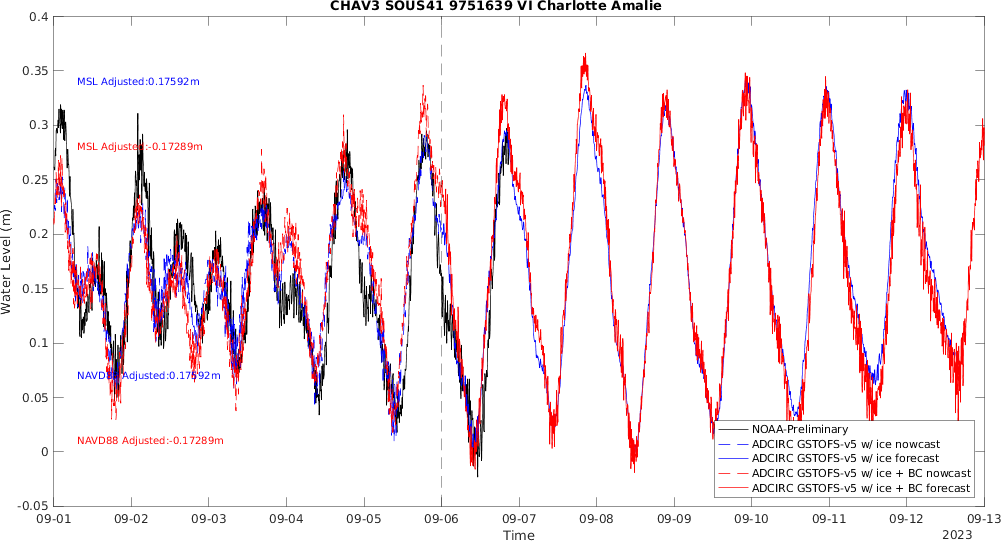 CHAV3 SOUS41 9751639 VI Charlotte Amalie
0.4
0.35
0.3
0.25
0.2
0.15
0.1
0.05
0
-0.05
Water Level (m)
MSL Adjusted:0.17592m
MSL Adjusted:-0.17289m
NAVD88 Adjusted:0.17592m
NAVD88 Adjusted:-0.17289m
NOAA-Preliminary
ADCIRC GSTOFS-v5 w/ ice nowcast
ADCIRC GSTOFS-v5 w/ ice forecast
ADCIRC GSTOFS-v5 w/ ice + BC nowcast
ADCIRC GSTOFS-v5 w/ ice + BC forecast
09-01 09-02 09-03 09-04 09-05 09-06 09-07 09-08 09-09 09-10 09-11 09-12 09-13
Time
2023